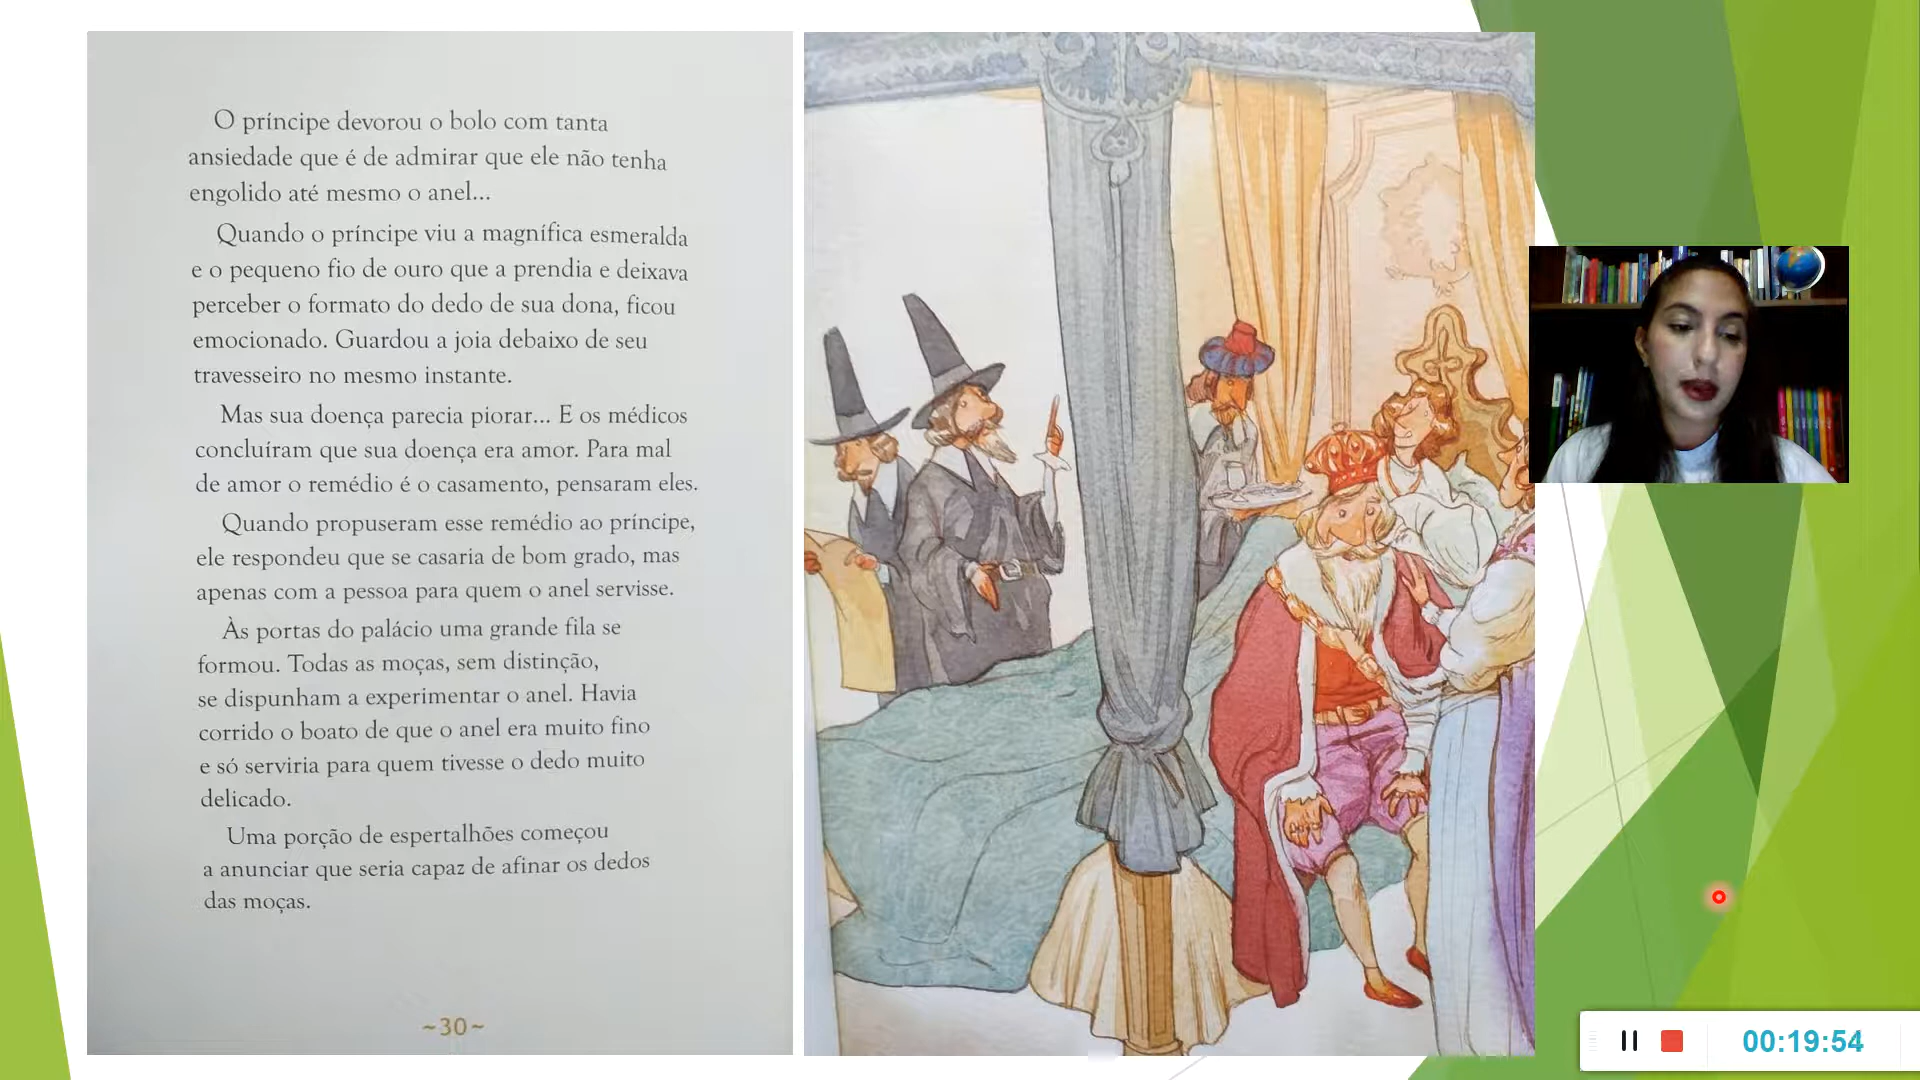 O príncipe devorou o bolo com tanta
ansiedade que é de admirar que ele não tenha
engolido até mesmo o anel...
Quando o príncipe viu a magnífica esmeralda
e o pequeno fio de ouro que a prendia e deixava
perceber o formato do dedo de sua dona, ficou
emocionado. Guardou a joia debaixo de seu
travesseiro no mesmo instante.
Mas sua doença parecia piorar... E os médicos
concluíram que sua doença era amor. Para mal
de amor o remédio é o casamento, pensaram eles.
Quando propuseram esse remédio ao príncipe,
ele respondeu que se casaria de bom grado, mas
apenas com a pessoa para quem o anel servisse.
Às portas do palácio uma grande fila se
formou. Todas as moças, sem distinção,
se dispunham a experimentar o anel. Havia
corrido o boato de que o anel era muito fino
e só serviria para quem tivesse o dedo muito
delicado.
Uma porção de espertalhões começou
a anunciar que seria capaz de afinar os dedos
das moças.
~30~
00:19:54